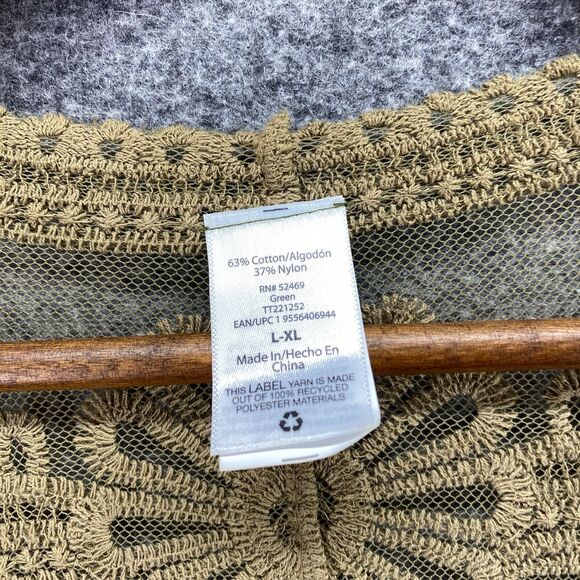 63% Cotton/Algodón
37% Nylon
RN# 52469
Green
TT221252
EAN/UPC 1 9556406944
L-XL
Made In/Hecho En
China
THIS LABEL YARN IS MADE
OUT OF 100% RECYCLED
POLYESTER MATERIALS